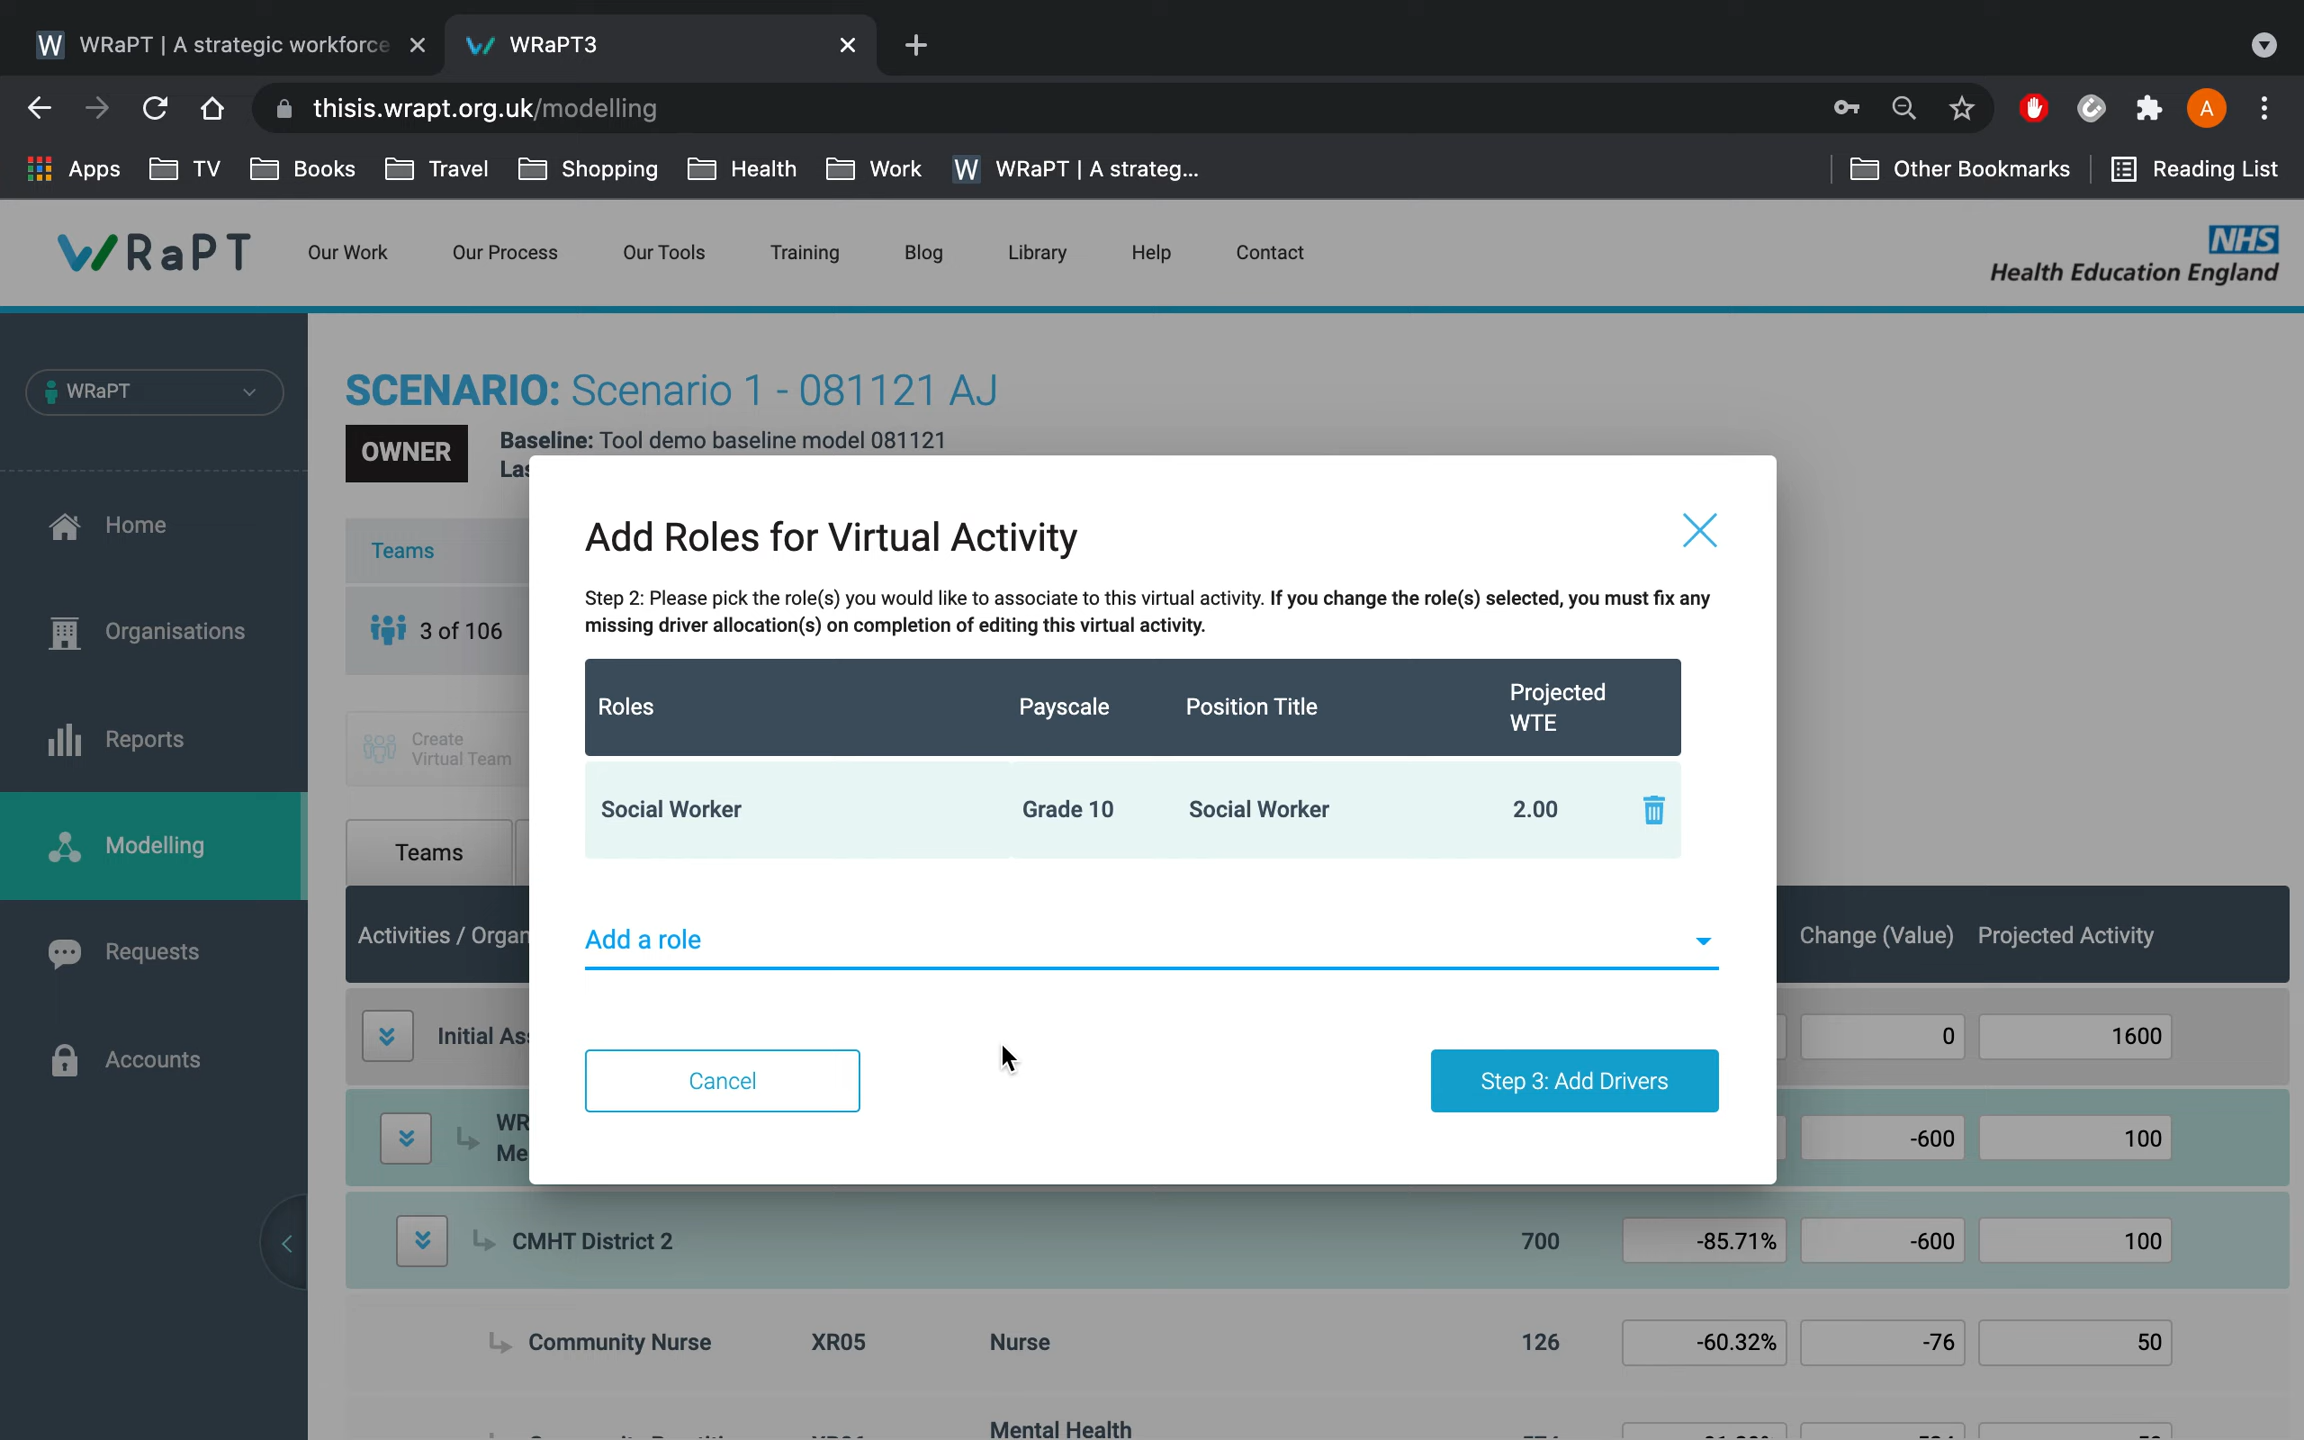 W WRaPT | A strategic workforce
WRaPT3
thisis.wrapt.org.uk/modelling
A
Apps
TV
Books
Travel
Shopping
Health
Work
W WRaPT | A strateg...
Other Bookmarks
Reading List
WRaPT
Our Work
Our Process
Our Tools
Training
Blog
Library
Help
Contact
NHS
Health Education England
WRaPT
SCENARIO: Scenario 1 - 081121 AJ
OWNER
Baseline: Tool demo baseline model 081121
Las
Home
Organisations
Reports
Modelling
Requests
Accounts
Teams
3 of 106
Create
Virtual Team
Teams
Add Roles for Virtual Activity
Step 2: Please pick the role(s) you would like to associate to this virtual activity. If you change the role(s) selected, you must fix any
missing driver allocation(s) on completion of editing this virtual activity.
Roles Payscale Position Title Projected
WTE
Social Worker Grade 10 Social Worker 2.00
Add a role
Cancel
Step 3: Add Drivers
Activities / Organ
Change (Value) Projected Activity
Initial Ass
0 1600
WR
Me
-600 100
CMHT District 2 700 -85.71% -600 100
Community Nurse XR05 Nurse 126 -60.32% -76 50
Mental Health